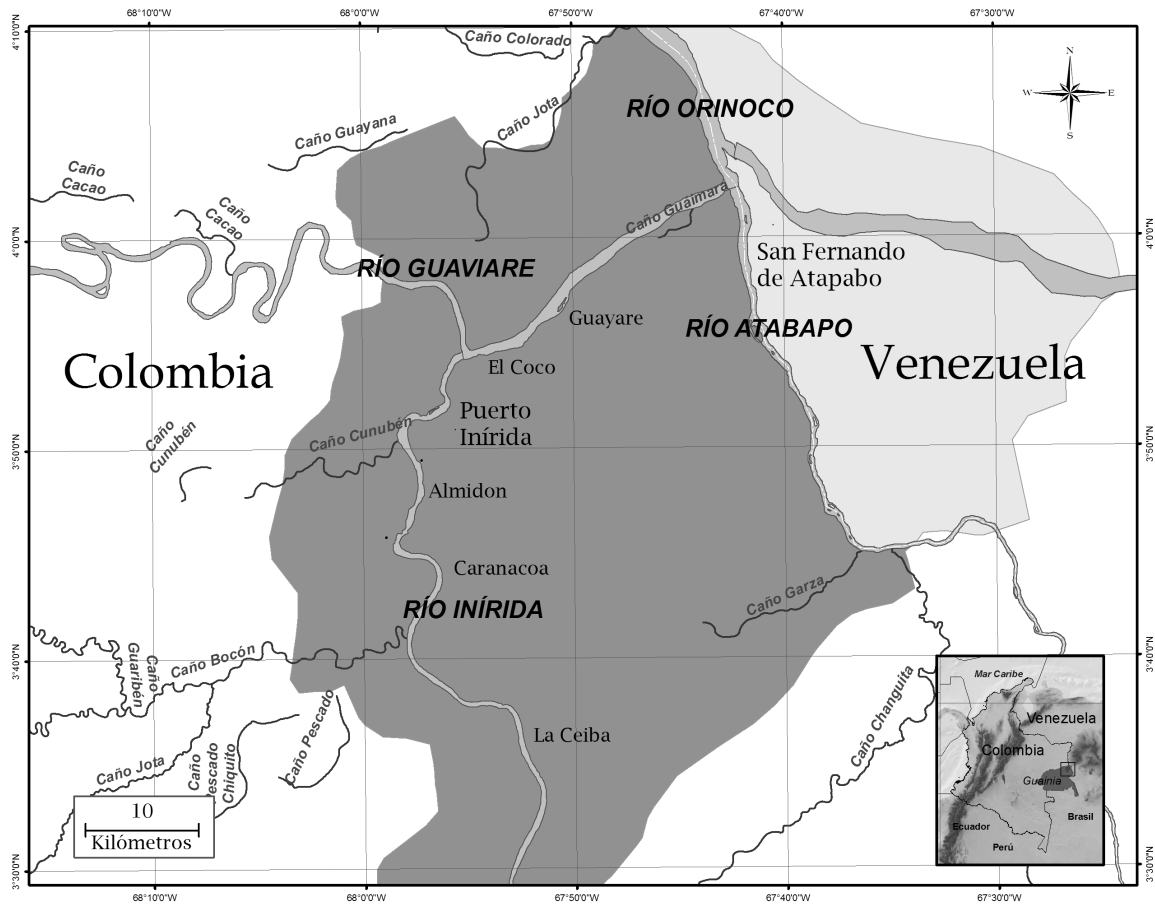 68°10'0"W
68°0'0"W
67°50'0"W
67°40'0"W
67°30'0"W
4°10'0"N
4°10'0"N
Caño Colorado
N
W
E
S
RÍO ORINOCO
Caño Jota
Caño Guayana
Caño
Cacao
Caño
Cacao
Caño Guaimara
4°0'0"N
4°0'0"N
San Fernando
de Atapabo
RÍO GUAVIARE
Guayare
RÍO ATABAPO
Colombia
Venezuela
El Coco
Puerto
Inírida
Caño Cunubén
Caño
Cunubén
3°50'0"N
3°50'0"N
Almidon
Caranacoa
Caño Garza
RÍO INÍRIDA
Caño Bocón
Caño
Guaribén
3°40'0"N
3°40'0"N
Caño Changuita
Caño Pescado
La Ceiba
Caño Jota
Caño
Pescado
Chiquito
Mar Caribe
Venezuela
Colombia
Guainía
Brasil
Ecuador
Perú
10
Kilómetros
3°30'0"N
3°30'0"N
68°10'0"W
68°0'0"W
67°50'0"W
67°40'0"W
67°30'0"W